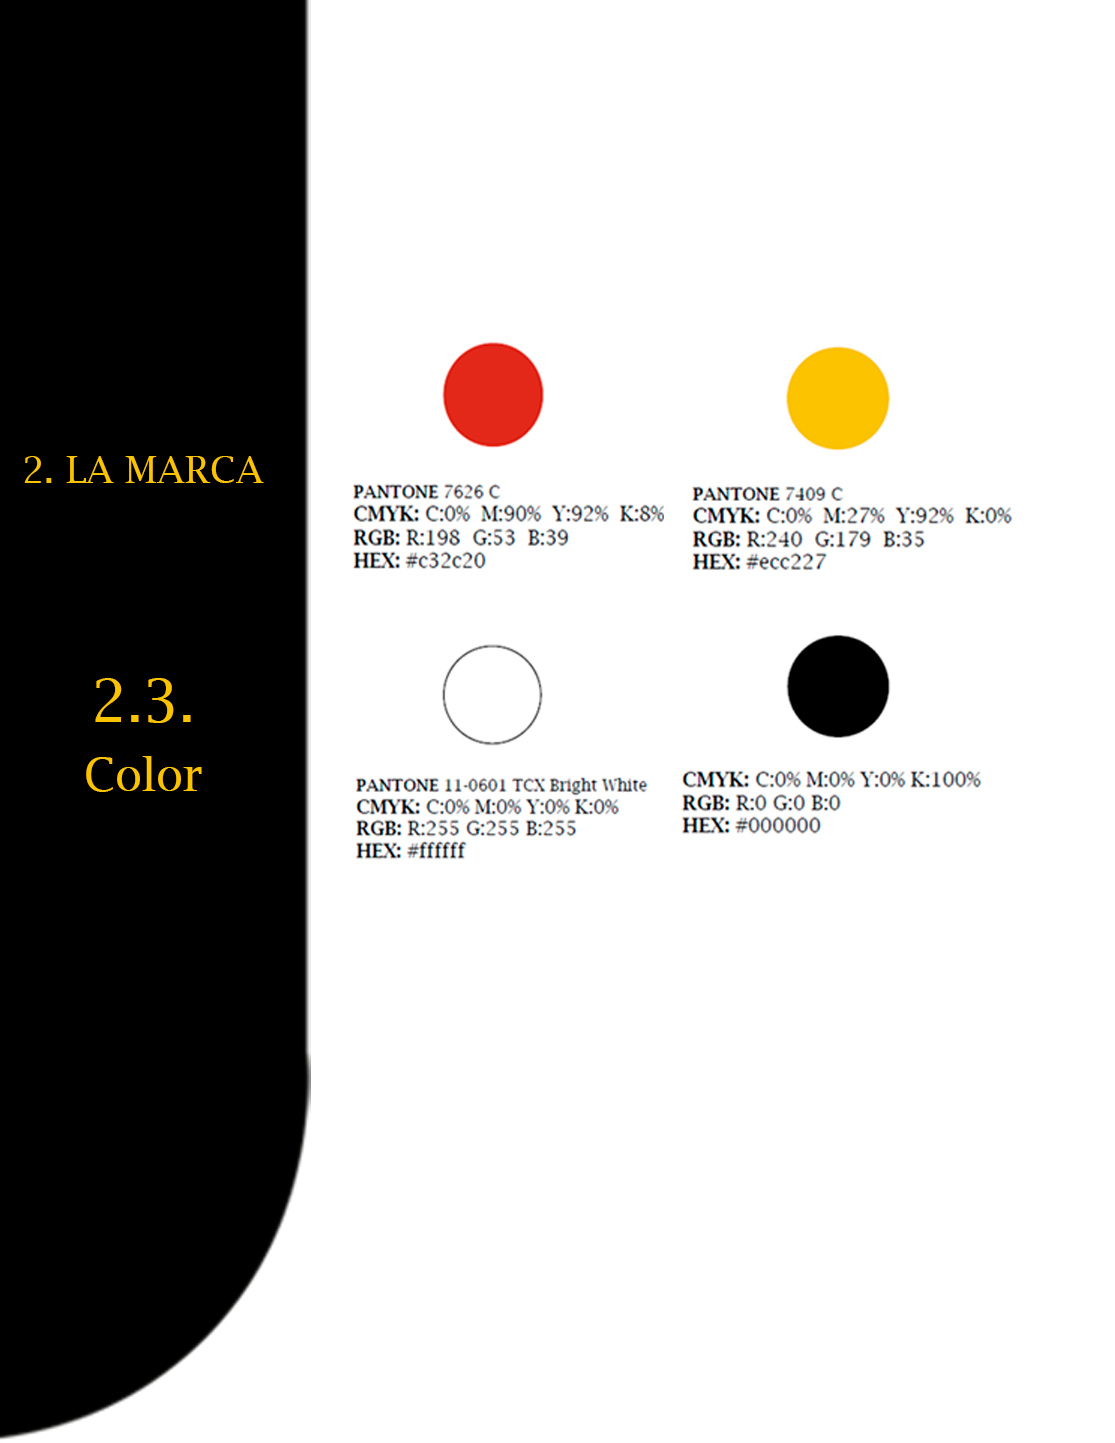 2. LA MARCA
2.3.
Color
PANTONE 7626 C
CMYK: C:0% M:90% Y:92% K:8%
RGB: R:198 G:53 B:39
HEX: #c32c20
PANTONE 7409 C
CMYK: C:0% M:27% Y:92% K:0%
RGB: R:240 G:179 B:35
HEX: #ecc227
PANTONE 11-0601 TCX Bright White
CMYK: C:0% M:0% Y:0% K:0%
RGB: R:255 G:255 B:255
HEX: #ffffff
CMYK: C:0% M:0% Y:0% K:100%
RGB: R:0 G:0 B:0
HEX: #000000